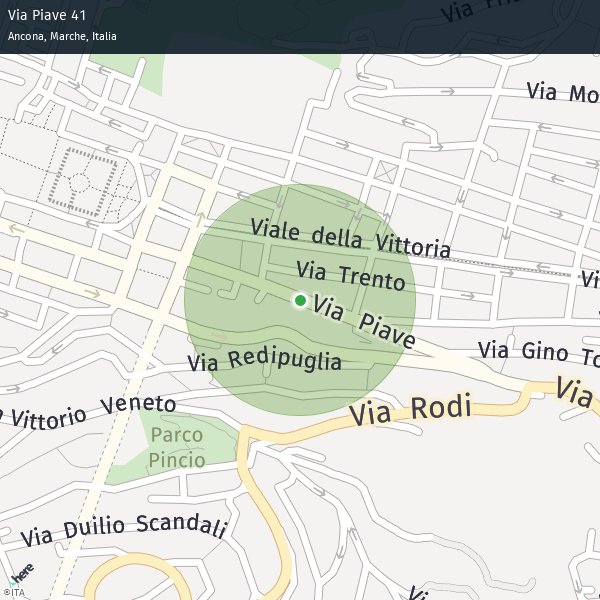 Via Piave 41
Ancona, Marche, Italia
Via Mo
Viale della Vittoria
Via Trento
Via Piave
Via Gino To
Via Redipuglia
Vittorio Veneto
Via Rodi
Via
Parco
Pincio
Via Duilio Scandali
here
©ITA